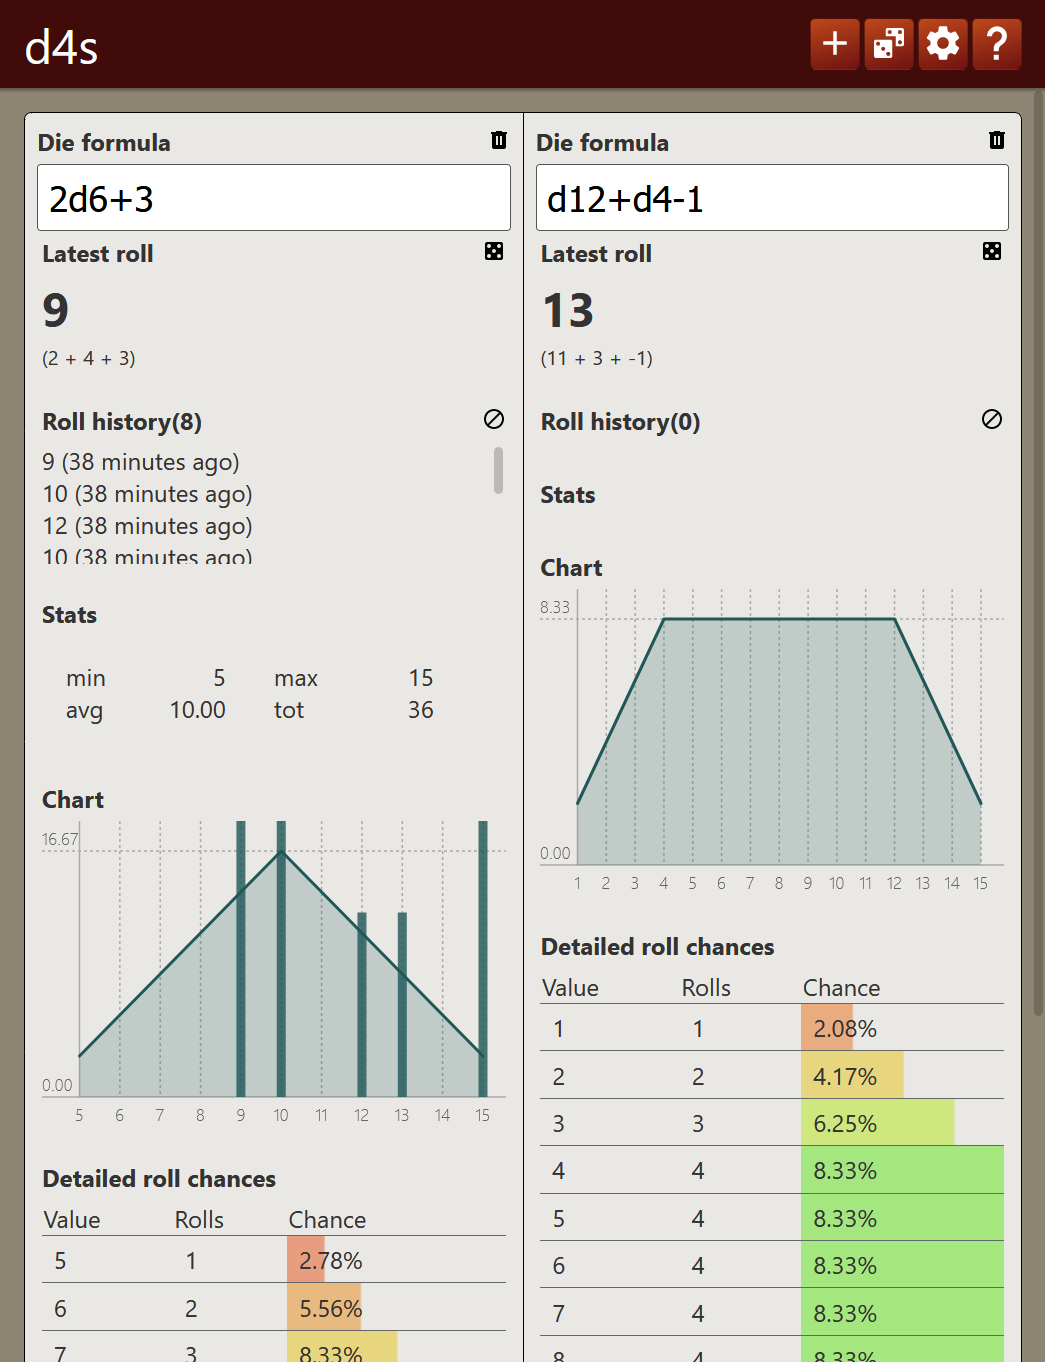 d4s
Die formula
2d6+3
Latest roll
9
(2 + 4 + 3)
Roll history(8)
9 (38 minutes ago)
10 (38 minutes ago)
12 (38 minutes ago)
10 (38 minutes ago)
Stats
min 5 max 15
avg 10.00 tot 36
Chart
16.67
0.00
5 6 7 8 9 10 11 12 13 14 15
Detailed roll chances
Value Rolls Chance
5 1 2.78%
6 2 5.56%
7 3 8.33%
Die formula
d12+d4-1
Latest roll
13
(11 + 3 + -1)
Roll history(0)
Stats
Chart
8.33
0.00
1 2 3 4 5 6 7 8 9 10 11 12 13 14 15
Detailed roll chances
Value Rolls Chance
1 1 2.08%
2 2 4.17%
3 3 6.25%
4 4 8.33%
5 4 8.33%
6 4 8.33%
7 4 8.33%
8 4 8.33%